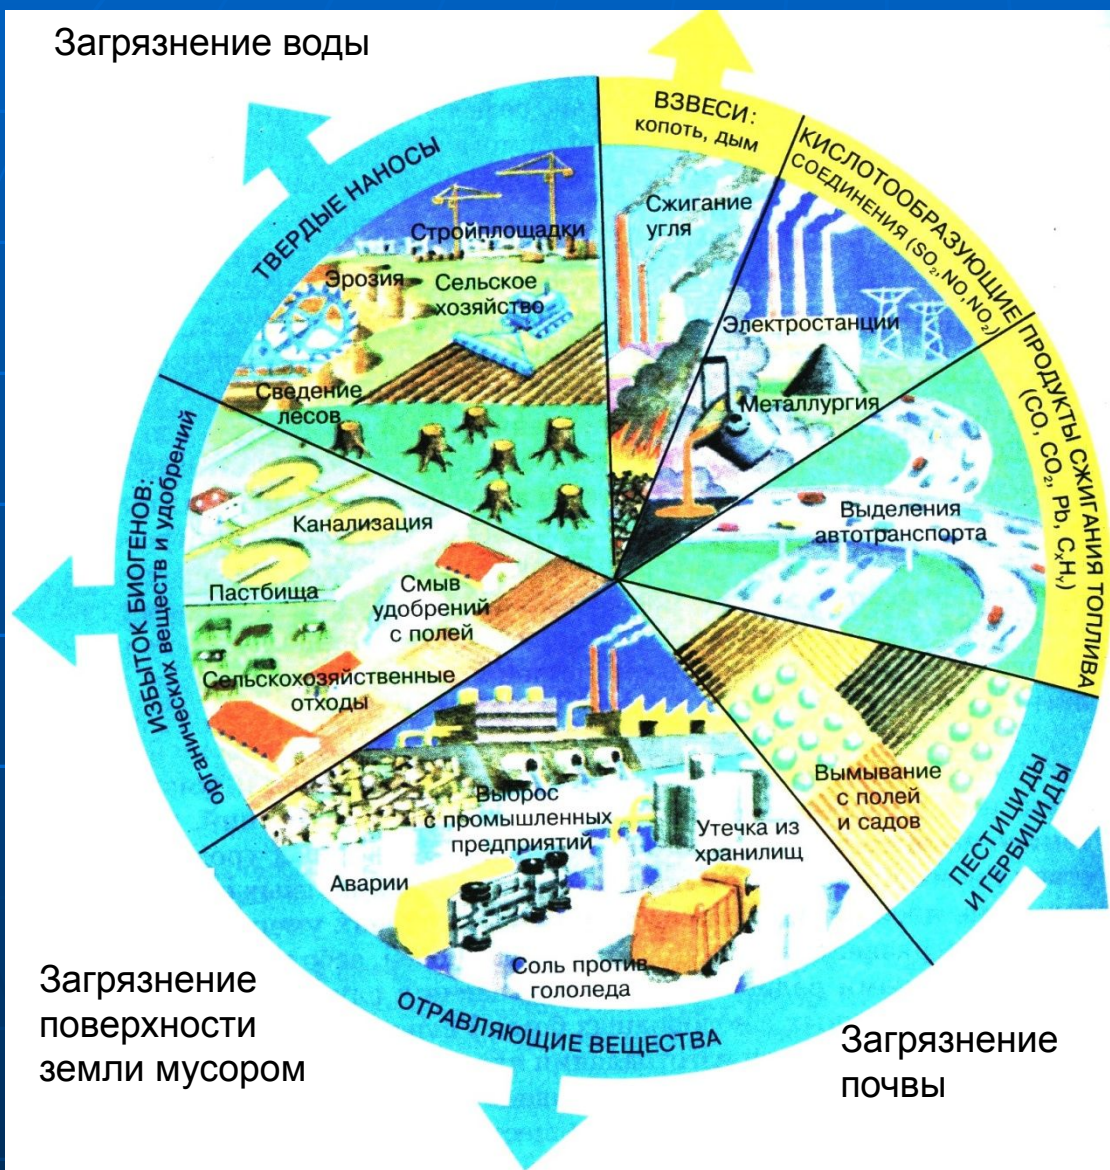 Загрязнение воды
ВЗВЕСИ:
копоть, дым
КИСЛОТООБРАЗУЮЩИЕ
СОЕДИНЕНИЯ (SO₂, NO, NO₂)
ПРОДУКТЫ СЖИГАНИЯ ТОПЛИВА
(CO, CO₂, Pb, CₓHᵧ)
ТВЕРДЫЕ НАНОСЫ
Стройплощадки
Эрозия
Сельское
хозяйство
Сведение
лесов
Сжигание
угля
Электростанции
Металлургия
Выделения
автотранспорта
ИЗБЫТОК БИОГЕНОВ:
органических веществ и удобрений
Канализация
Пастбища
Смыв
удобрений
с полей
Сельскохозяйственные
отходы
Выброс
с промышленных
предприятий
Утечка из
хранилищ
Аварии
Соль против
гололеда
Вымывание
с полей
и садов
ПЕСТИЦИДЫ
И ГЕРБИЦИДЫ
ОТРАВЛЯЮЩИЕ ВЕЩЕСТВА
Загрязнение
поверхности
земли мусором
Загрязнение
почвы